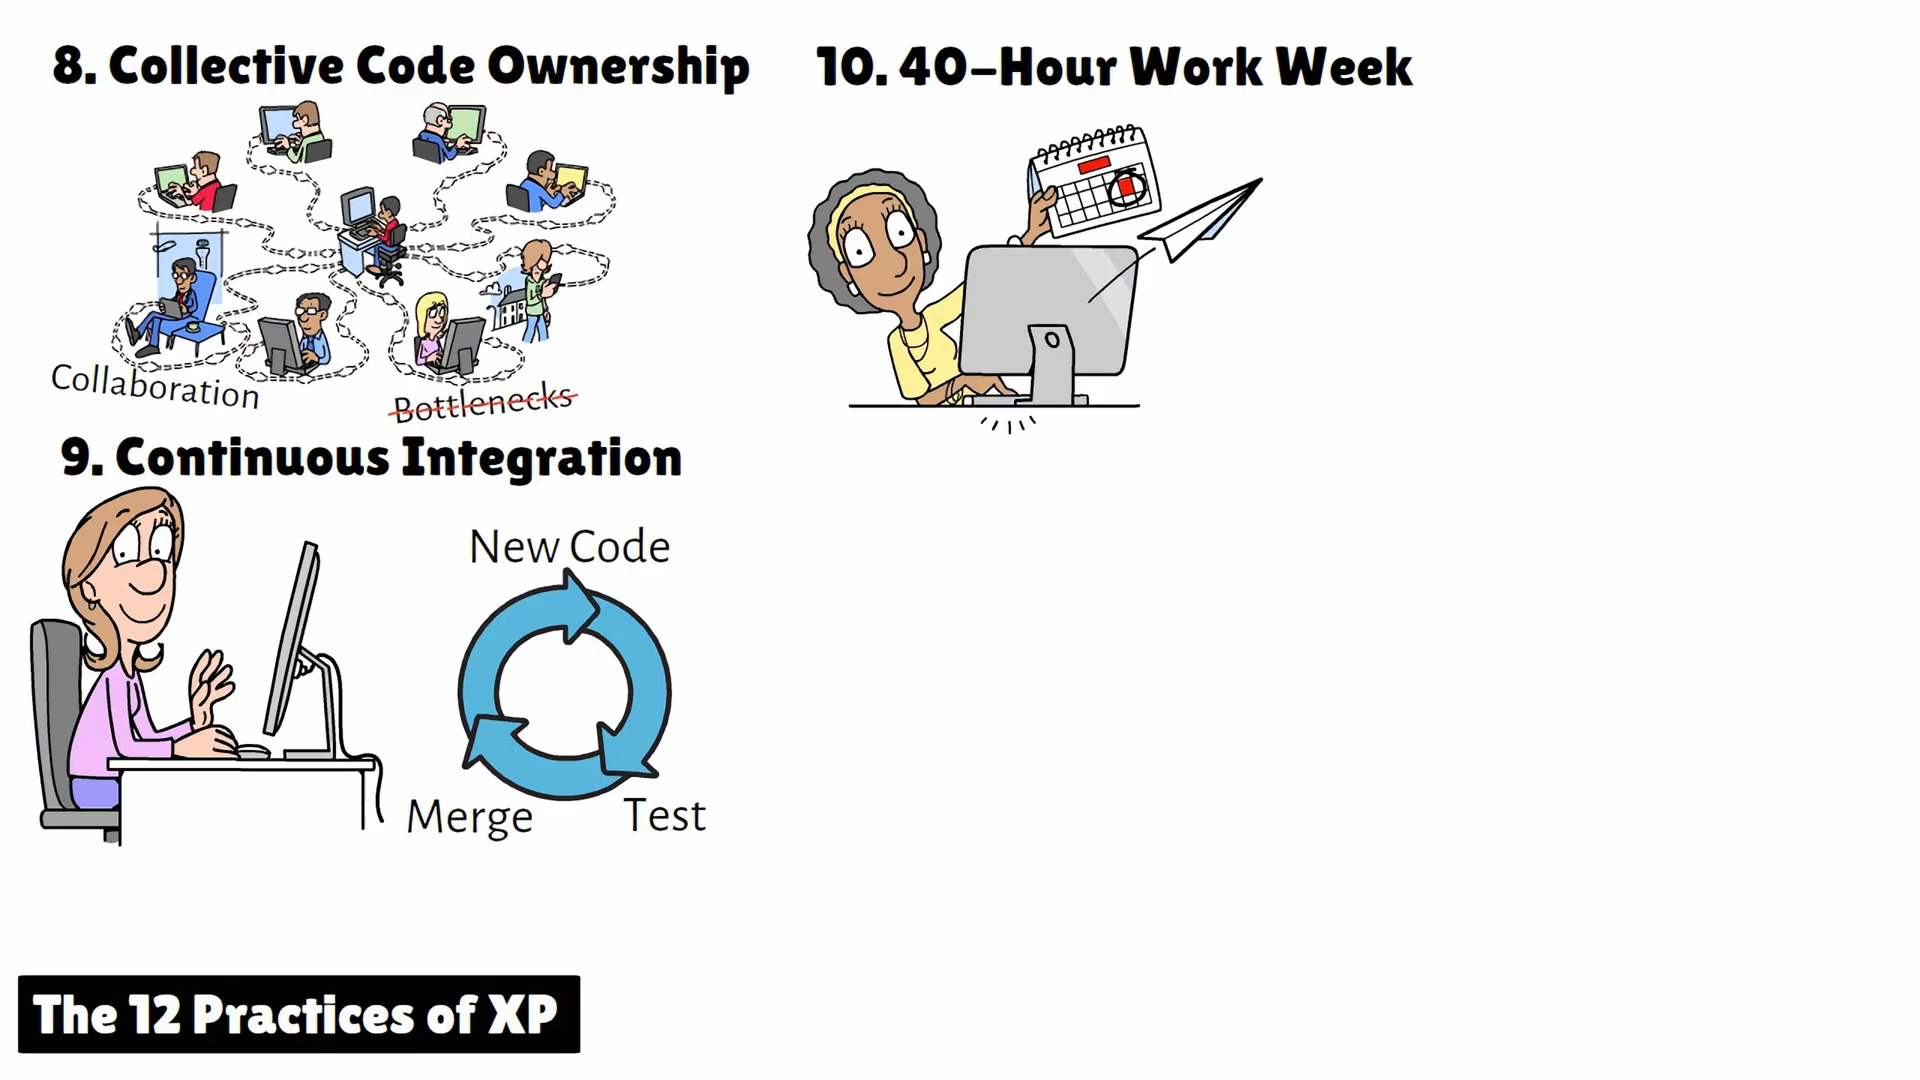 8. Collective Code Ownership
Collaboration
Bottlenecks
9. Continuous Integration
New Code
Merge
Test
10. 40-Hour Work Week
The 12 Practices of XP